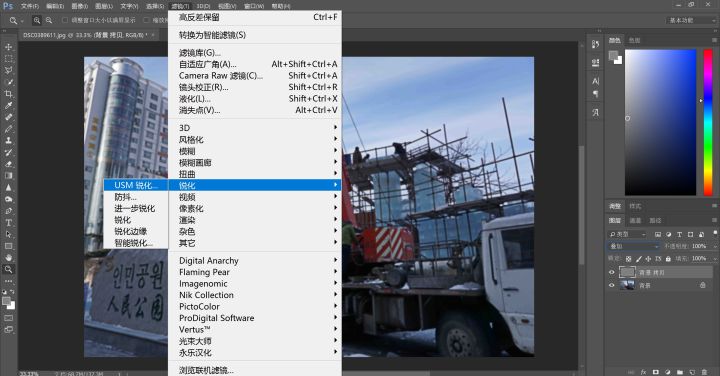 Ps 文件(F) 编辑(E) 图像(I) 图层(L) 文字(Y) 选择(S) 滤镜(T) 3D(D) 视图(V) 窗口(W) 帮助(H)
调整窗口大小以满屏显示
基本功能
DSC0389611.jpg @ 33.3% (背景 拷贝, RGB/8) *
高反差保留 Ctrl+F
转换为智能滤镜(S)
滤镜库(G)...
自适应广角(A)... Alt+Shift+Ctrl+A
Camera Raw 滤镜(C)... Shift+Ctrl+A
镜头校正(R)... Shift+Ctrl+R
液化(L)... Shift+Ctrl+X
消失点(V)... Alt+Ctrl+V
3D
风格化
模糊
模糊画廊
扭曲
锐化
视频
像素化
渲染
杂色
其它
Digital Anarchy
Flaming Pear
Imagenomic
Nik Collection
PictoColor
ProDigital Software
Vertus™
光束大师
永乐汉化
浏览联机滤镜...
USM 锐化...
防抖...
进一步锐化
锐化
锐化边缘
智能锐化...
人民公园
颜色 色板
调整 样式
图层 通道 路径
类型
叠加 不透明度: 100%
锁定: 填充: 100%
背景 拷贝
背景
33.33% 文档:68.7M/137.3M